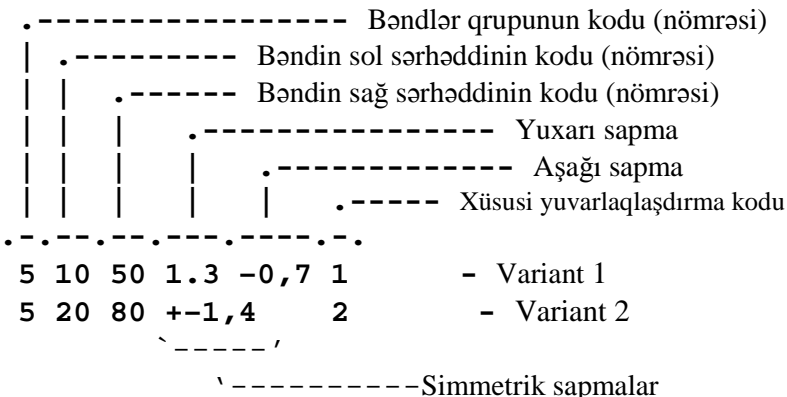 .------------------ Bəndlər qrupunun kodu (nömrəsi)
| .--------- Bəndin sol sərhəddinin kodu (nömrəsi)
| | .------ Bəndin sağ sərhəddinin kodu (nömrəsi)
| | | .---------------- Yuxarı sapma
| | | | .------------- Aşağı sapma
| | | | | .----- Xüsusi yuvarlaqlaşdırma kodu
.-.--.--.---.----.-.
5 10 50 1.3 –0,7 1 - Variant 1
5 20 80 +–1,4 2 - Variant 2
`-----'
'----------Simmetrik sapmalar